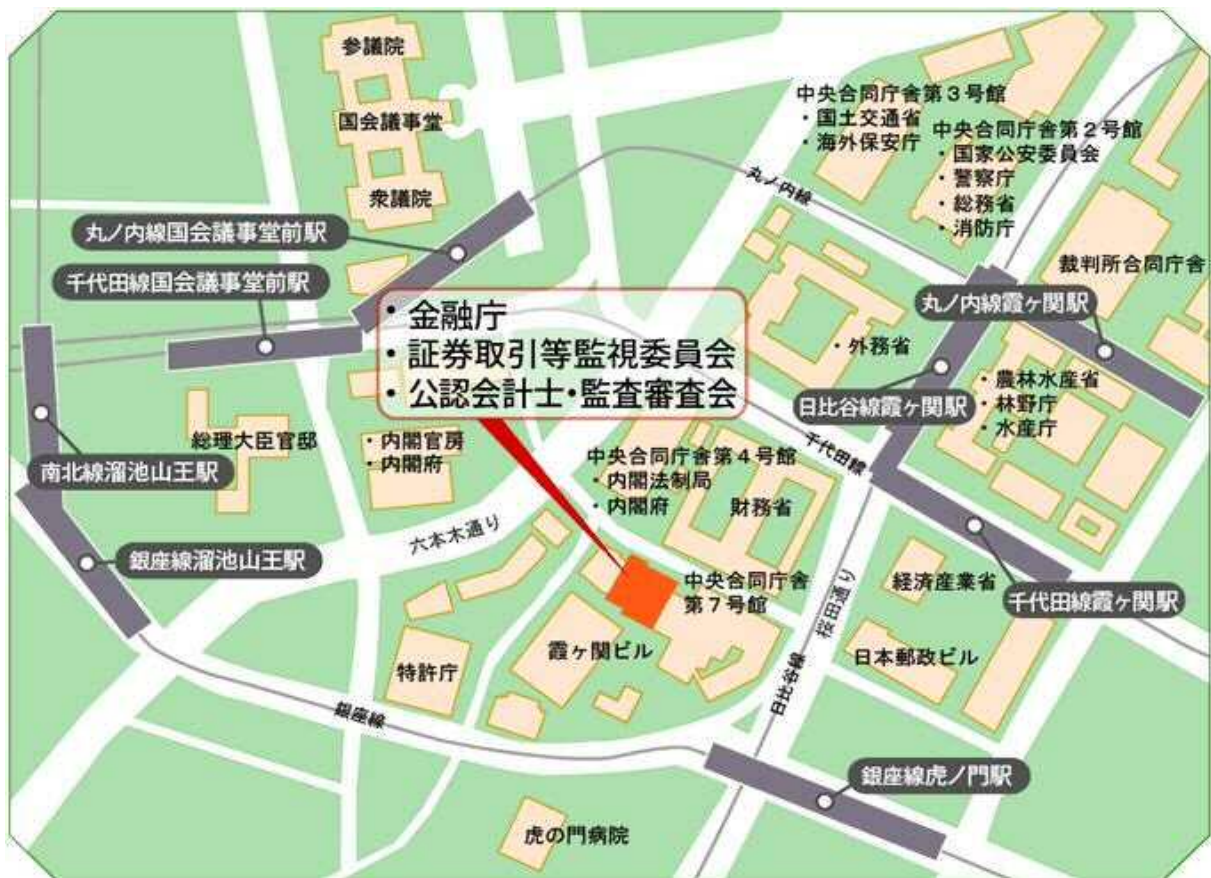 参議院
国会議事堂
衆議院
中央合同庁舎第３号館
・国土交通省
・海外保安庁
中央合同庁舎第２号館
・国家公安委員会
・警察庁
・総務省
・消防庁
丸ノ内線
裁判所合同庁舎
丸ノ内線国会議事堂前駅
千代田線国会議事堂前駅
丸ノ内線霞ヶ関駅
・金融庁
・証券取引等監視委員会
・公認会計士・監査審査会
・外務省
日比谷線霞ヶ関駅
・農林水産省
・林野庁
・水産庁
総理大臣官邸
・内閣官房
・内閣府
千代田線
南北線溜池山王駅
中央合同庁舎第４号館
・内閣法制局
・内閣府
財務省
六本木通り
銀座線溜池山王駅
中央合同庁舎
第７号館
桜田通り
経済産業省
千代田線霞ヶ関駅
霞ヶ関ビル
特許庁
日本郵政ビル
日比谷線
銀座線
銀座線虎ノ門駅
虎の門病院